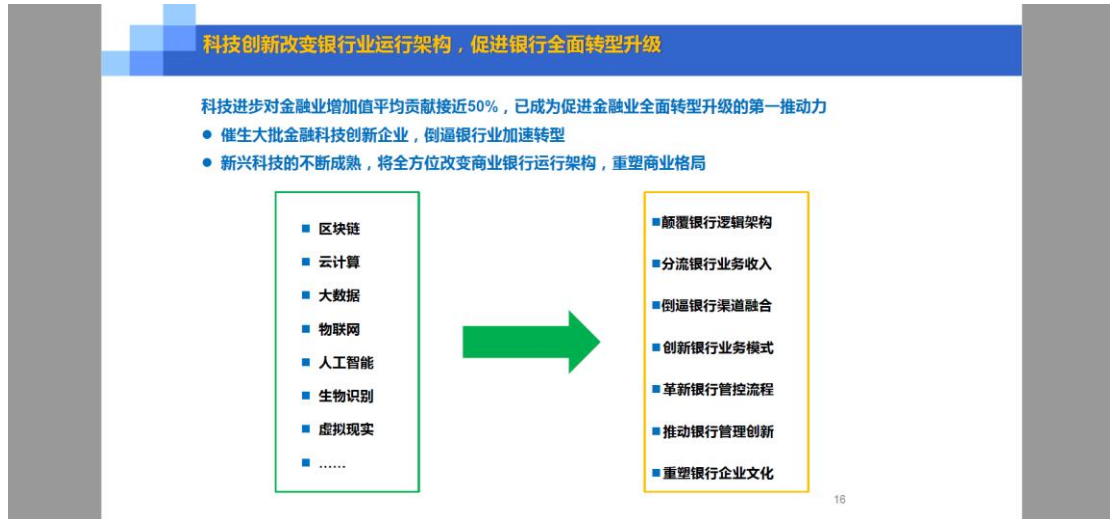 科技创新改变银行业运行架构，促进银行全面转型升级
科技进步对金融业增加值平均贡献接近50%，已成为促进金融业全面转型升级的第一推动力
● 催生大批金融科技创新企业，倒逼银行业加速转型
● 新兴科技的不断成熟，将全方位改变商业银行运行架构，重塑商业格局
■ 区块链
■ 云计算
■ 大数据
■ 物联网
■ 人工智能
■ 生物识别
■ 虚拟现实
■ ……
■颠覆银行逻辑架构
■分流银行业务收入
■倒逼银行渠道融合
■创新银行业务模式
■革新银行管控流程
■推动银行管理创新
■重塑银行企业文化
16